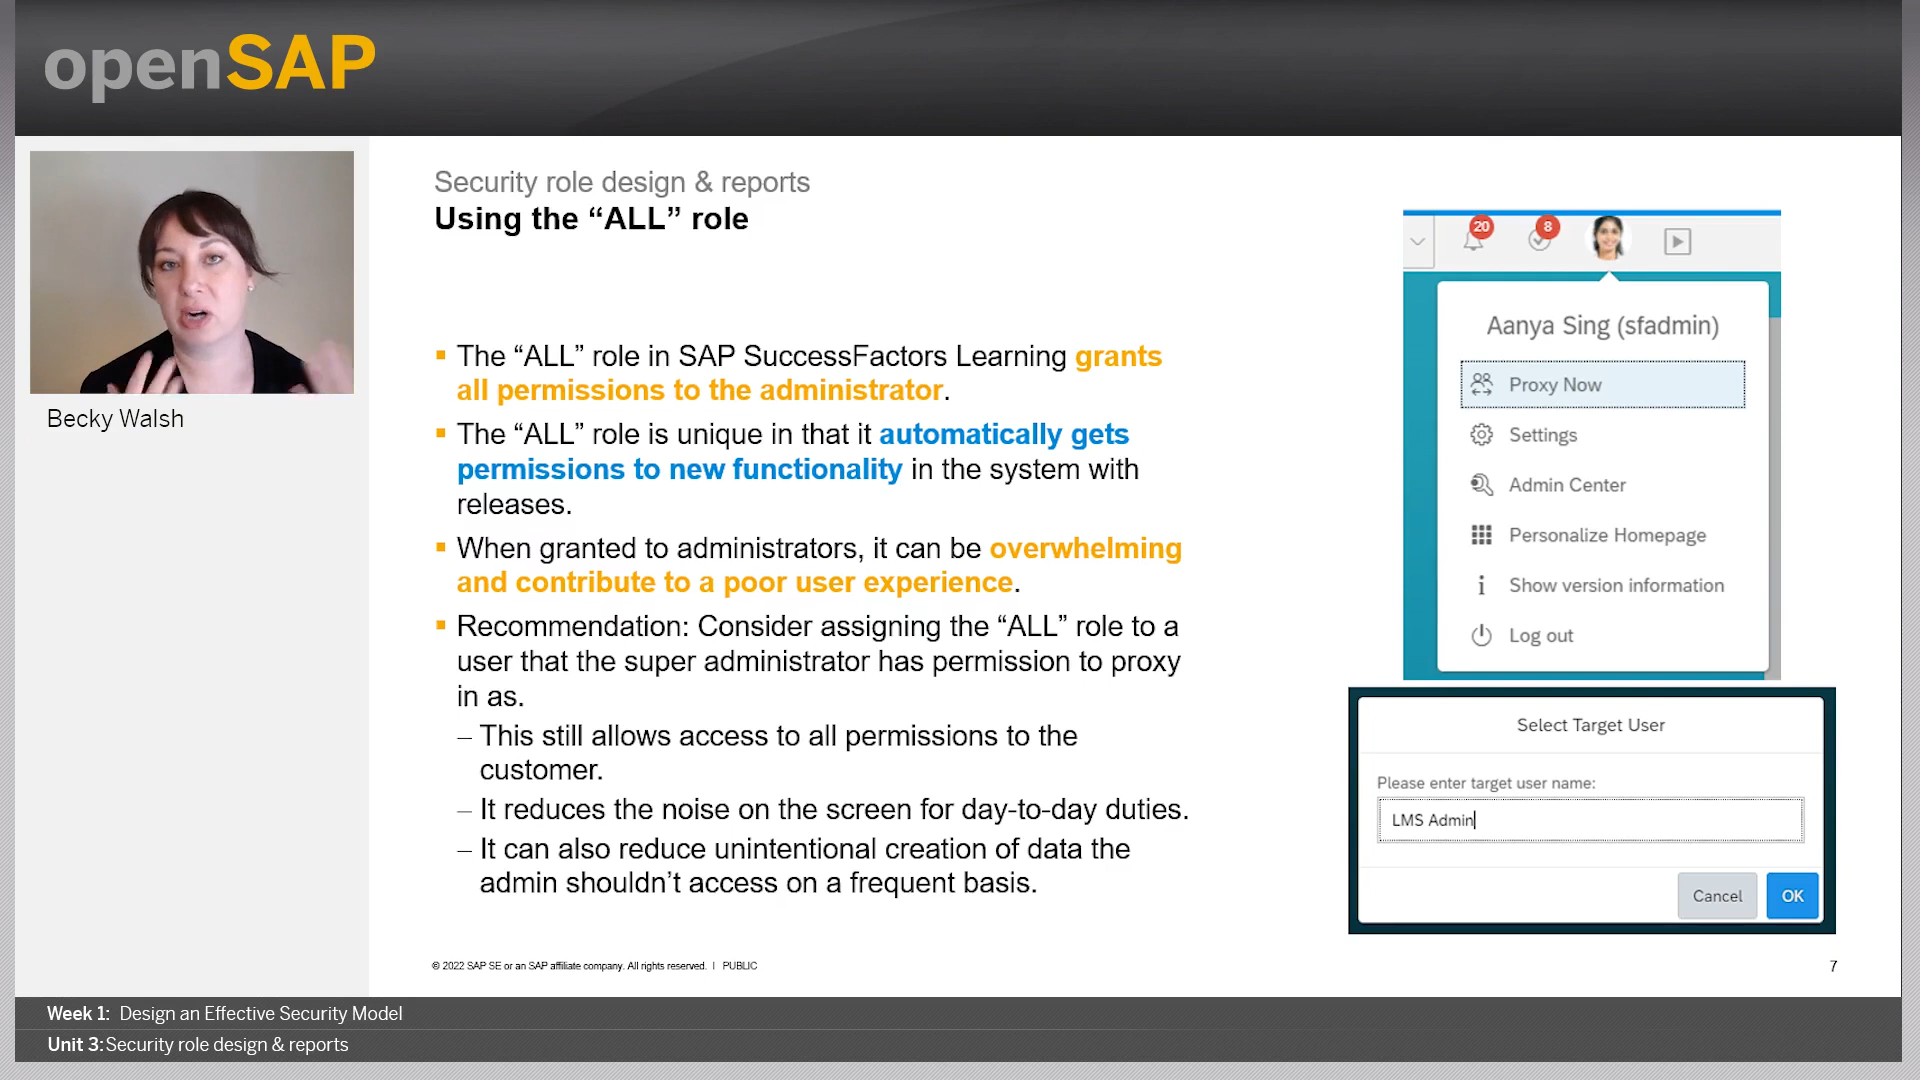 openSAP
Becky Walsh
Security role design & reports
Using the “ALL” role
▪ The “ALL” role in SAP SuccessFactors Learning grants
all permissions to the administrator.
▪ The “ALL” role is unique in that it automatically gets
permissions to new functionality in the system with
releases.
▪ When granted to administrators, it can be overwhelming
and contribute to a poor user experience.
▪ Recommendation: Consider assigning the “ALL” role to a
user that the super administrator has permission to proxy
in as.
– This still allows access to all permissions to the
customer.
– It reduces the noise on the screen for day-to-day duties.
– It can also reduce unintentional creation of data the
admin shouldn’t access on a frequent basis.
20 8
Aanya Sing (sfadmin)
Proxy Now
Settings
Admin Center
Personalize Homepage
Show version information
Log out
Select Target User
Please enter target user name:
LMS Admin
Cancel OK
© 2022 SAP SE or an SAP affiliate company. All rights reserved. | PUBLIC
7
Week 1: Design an Effective Security Model
Unit 3: Security role design & reports